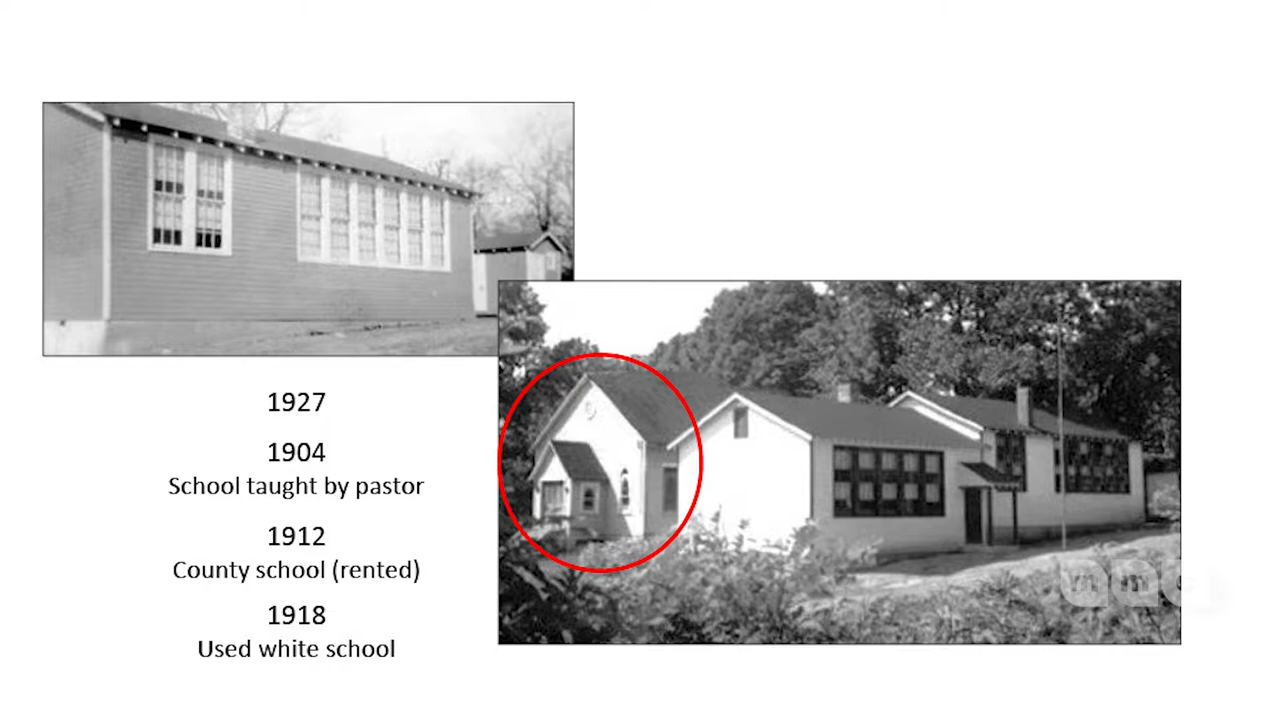 1927
1904
School taught by pastor
1912
County school (rented)
1918
Used white school